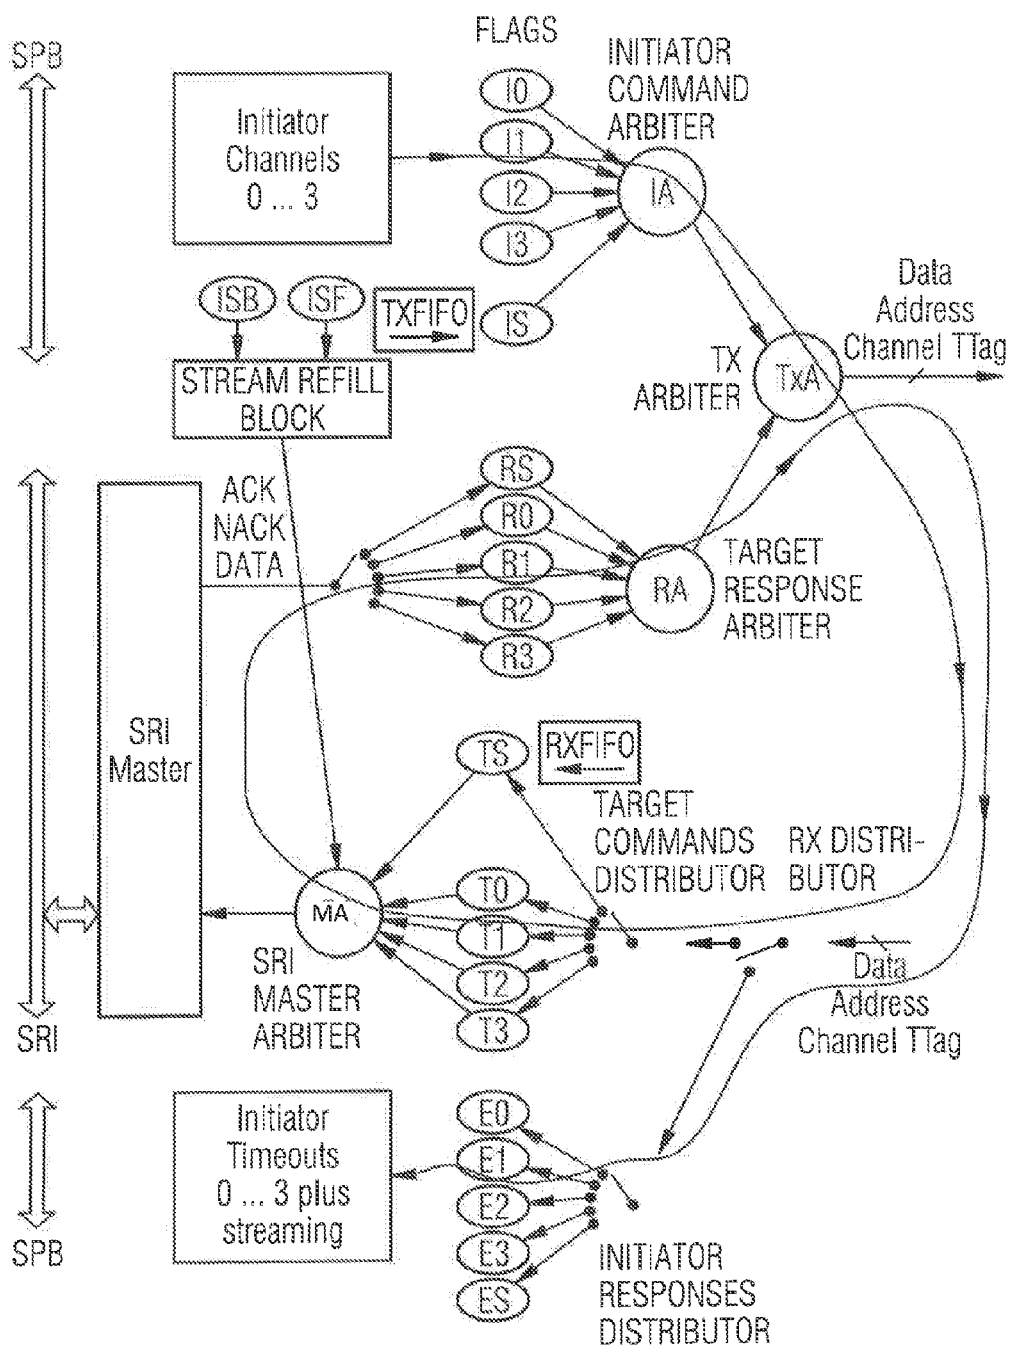 SPB
FLAGS
INITIATOR
COMMAND
ARBITER
Initiator
Channels
0 ... 3
I0
I1
I2
I3
IS
IA
ISB
ISF
TXFIFO
STREAM REFILL
BLOCK
TX
ARBITER
TxA
Data
Address
Channel TTag
ACK
NACK
DATA
RS
R0
R1
R2
R3
RA
TARGET
RESPONSE
ARBITER
SRI
Master
TS
RXFIFO
TARGET
COMMANDS
DISTRIBUTOR
RX DISTRI-
BUTOR
MA
T0
T1
T2
T3
SRI
MASTER
ARBITER
Data
Address
Channel TTag
SRI
Initiator
Timeouts
0 ... 3 plus
streaming
E0
E1
E2
E3
ES
SPB
INITIATOR
RESPONSES
DISTRIBUTOR